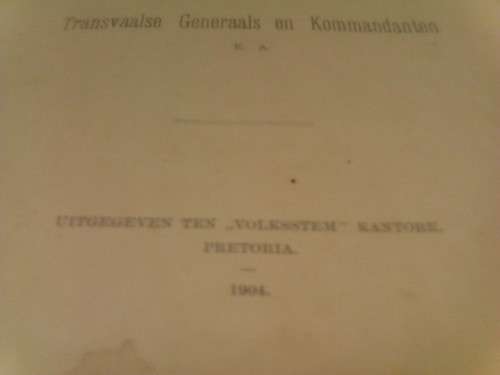 Transvaalse Generaals en Kommandanten
E. A.
UITGEGEVEN TEN „VOLKSSTEM" KANTORE,
PRETORIA.
1904.